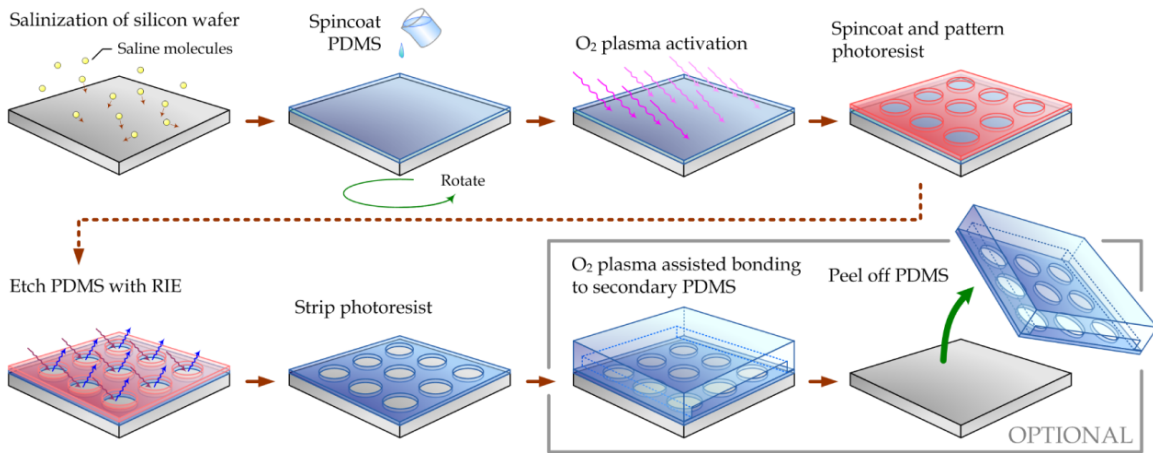 Salinization of silicon wafer
Saline molecules
Spincoat
PDMS
O₂ plasma activation
Spincoat and pattern
photoresist
Rotate
Etch PDMS with RIE
Strip photoresist
O₂ plasma assisted bonding
to secondary PDMS
Peel off PDMS
OPTIONAL